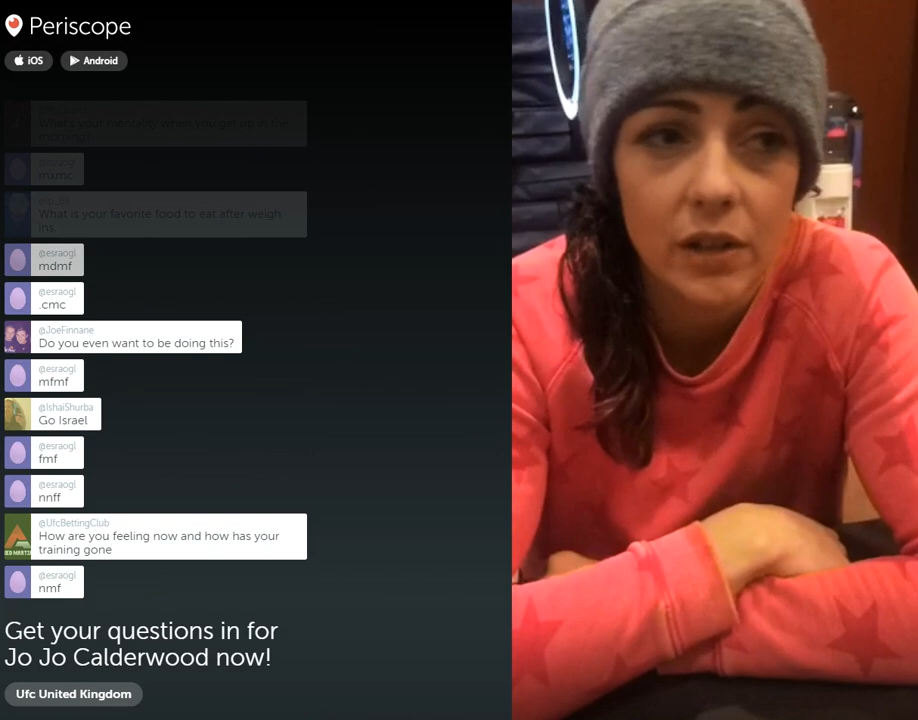 Periscope
iOS
Android
What's your mentality when you get up in the
morning?
@esraogl
mxmc
What is your favorite food to eat after weigh
ins.
@esraogl
mdmf
@esraogl
.cmc
@JoeFinnane
Do you even want to be doing this?
@esraogl
mfmf
@IshaiShurba
Go Israel
@esraogl
fmf
@esraogl
nnff
@UfcBettingClub
How are you feeling now and how has your
training gone
@esraogl
nmf
Get your questions in for
Jo Jo Calderwood now!
Ufc United Kingdom